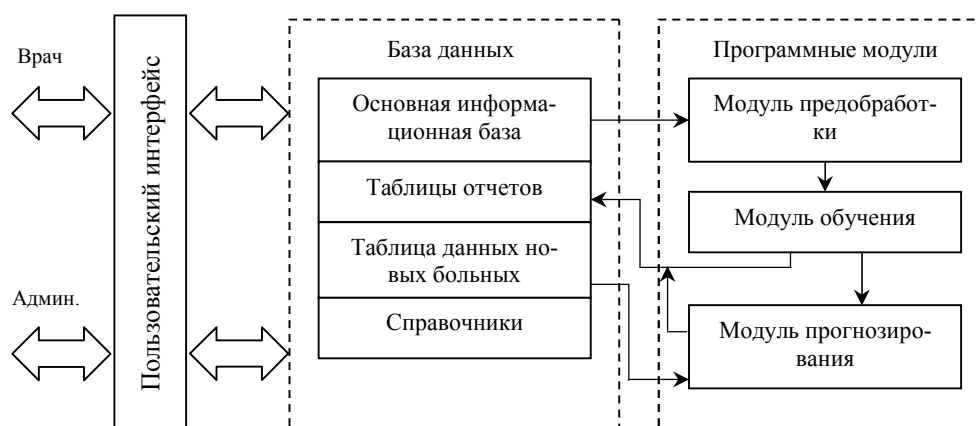 Врач
Админ.
Пользовательский интерфейс
База данных
Основная информа-
ционная база
Таблицы отчетов
Таблица данных но-
вых больных
Справочники
Программные модули
Модуль предобработ-
ки
Модуль обучения
Модуль прогнозиро-
вания